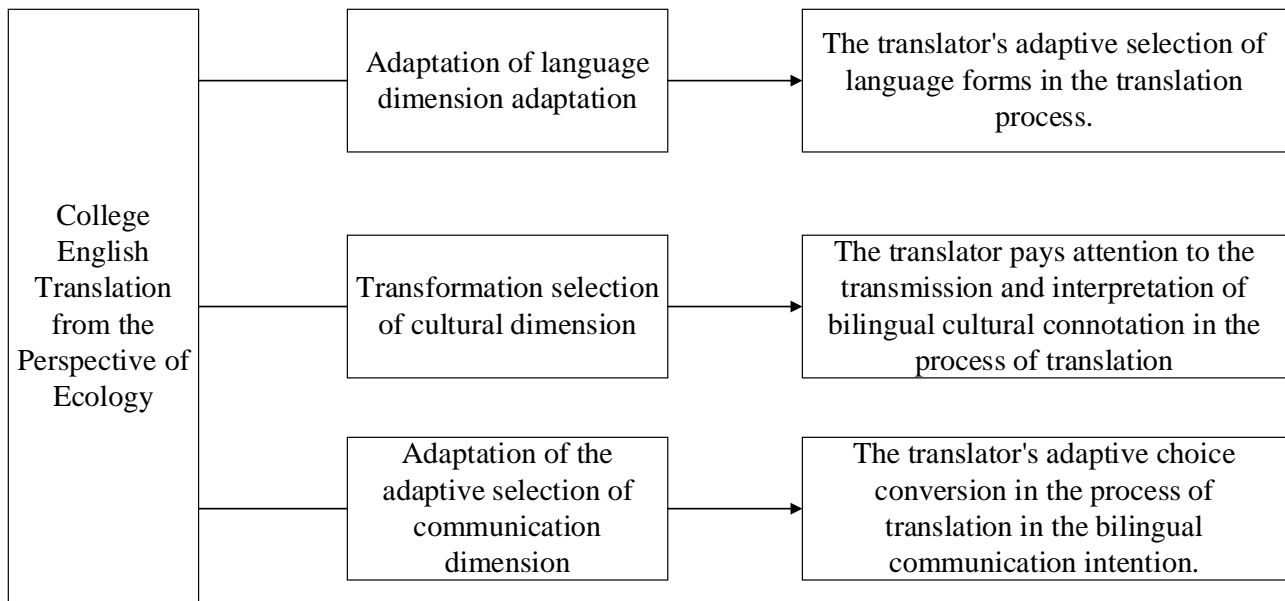 College
English
Translation
from the
Perspective of
Ecology
Adaptation of language
dimension adaptation
The translator's adaptive selection of
language forms in the translation
process.
Transformation selection
of cultural dimension
The translator pays attention to the
transmission and interpretation of
bilingual cultural connotation in the
process of translation
Adaptation of the
adaptive selection of
communication
dimension
The translator's adaptive choice
conversion in the process of
translation in the bilingual
communication intention.